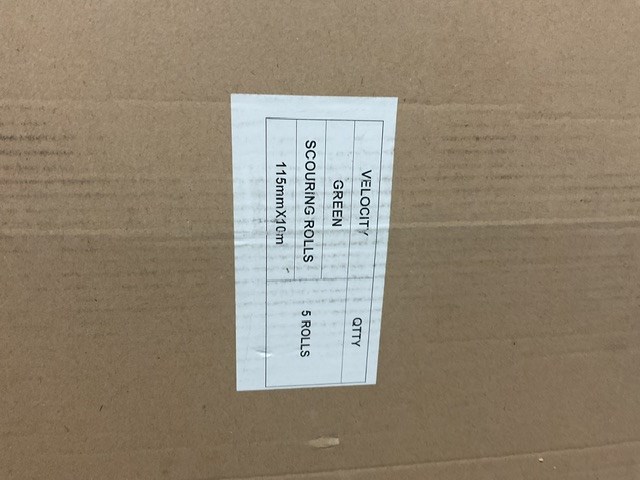 VELOCITY QTTY
GREEN
SCOURING ROLLS 5 ROLLS
115mmX10m